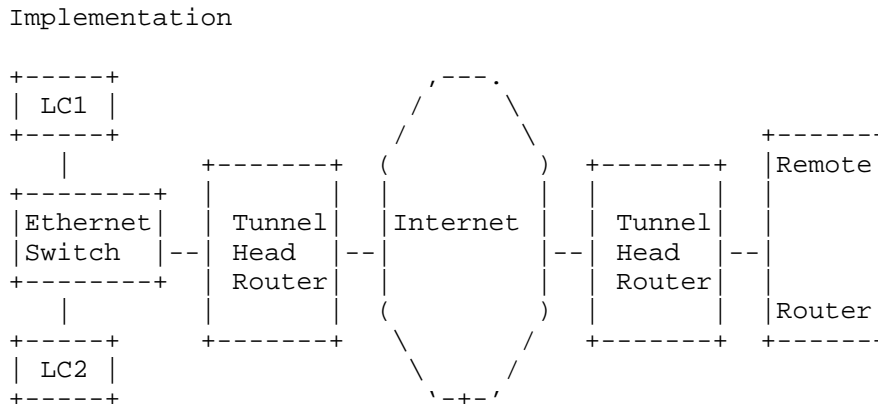 Implementation
+-----+                     ,---.
| LC1 |                    /     \
+-----+                   /       \               +------
   |        +-------+    (         )  +-------+  |Remote
+--------+  |       |    |         |  |       |  |
|Ethernet|  | Tunnel|    |Internet |  | Tunnel|  |
|Switch  |--| Head  |--|         |--| Head  |--|
+--------+  | Router|    |         |  | Router|  |
   |        |       |    (         )  |       |  |Router
+-----+     +-------+     \       /   +-------+  +------
| LC2 |                    \     /
+-----+                     '-+-'